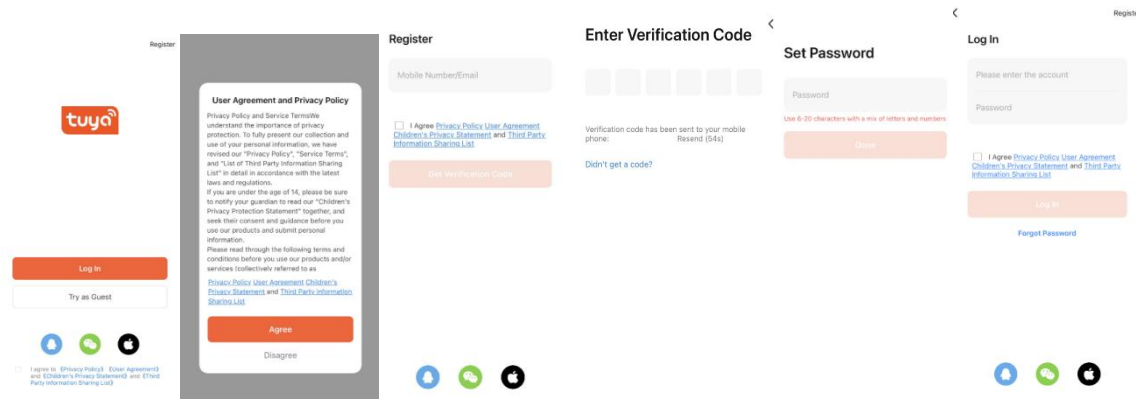 Register
tuya
Log In
Try as Guest
I agree to 《Privacy Policy》 《User Agreement》
and 《Children's Privacy Statement》 and 《Third
Party Information Sharing List》
User Agreement and Privacy Policy
Privacy Policy and Service TermsWe
understand the importance of privacy
protection. To fully present our collection and
use of your personal information, we have
revised our "Privacy Policy", "Service Terms",
and "List of Third Party Information Sharing
List" in detail in accordance with the latest
laws and regulations.
If you are under the age of 14, please be sure
to notify your guardian to read our "Children's
Privacy Protection Statement" together, and
seek their consent and guidance before you
use our products and submit personal
information.
Please read through the following terms and
conditions before you use our products and/or
services (collectively referred to as
Privacy Policy User Agreement Children's
Privacy Statement and Third Party Information
Sharing List
Agree
Disagree
Register
Mobile Number/Email
I Agree Privacy Policy User Agreement
Children's Privacy Statement and Third Party
Information Sharing List
Get Verification Code
Enter Verification Code
Verification code has been sent to your mobile
phone: Resend (54s)
Didn't get a code?
Set Password
Password
Use 6-20 characters with a mix of letters and numbers
Done
Register
Log In
Please enter the account
Password
I Agree Privacy Policy User Agreement
Children's Privacy Statement and Third Party
Information Sharing List
Log In
Forgot Password